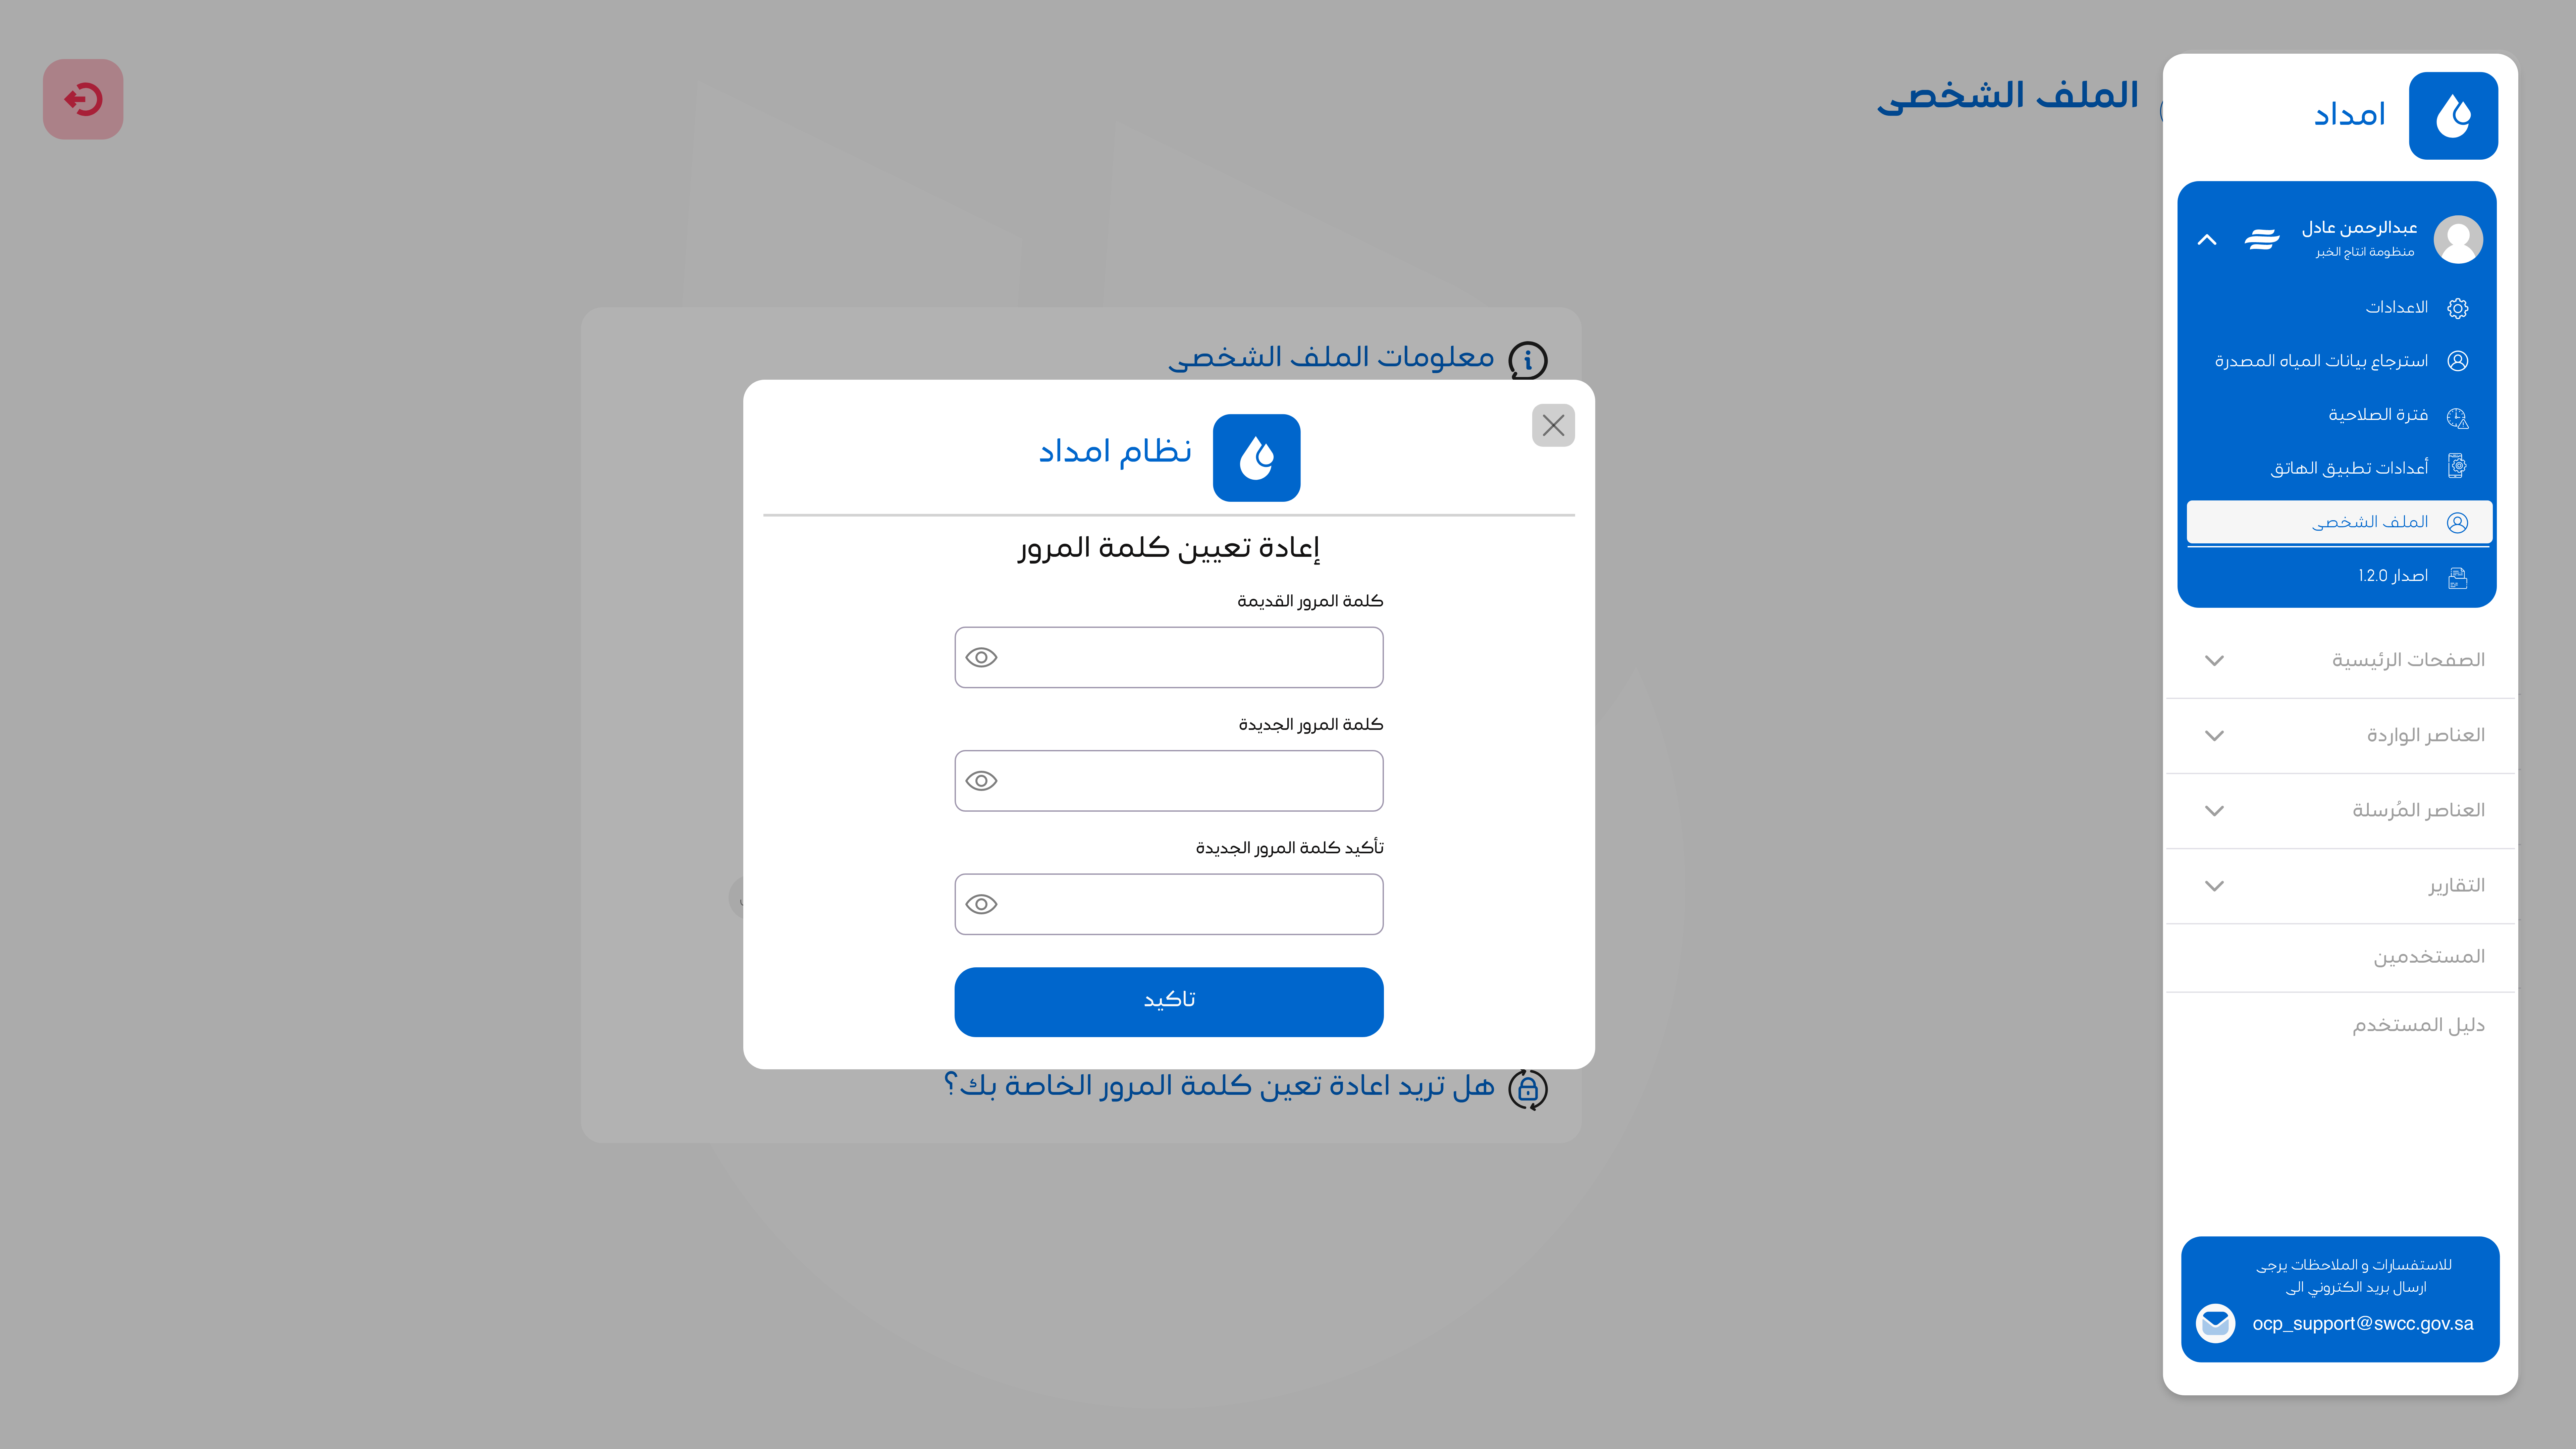 امداد
عبدالرحمن عادل
منظومة انتاج الخبر
الاعدادات
استرجاع بيانات المياه المصدرة
فترة الصلاحية
أعدادات تطبيق الهاتق
الملف الشخصى
اصدار 1.2.0
الصفحات الرئيسية
العناصر الواردة
العناصر المُرسلة
التقارير
المستخدمين
دليل المستخدم
للاستفسارات و الملاحظات يرجى
ارسال بريد الكتروني الى
ocp_support@swcc.gov.sa
الملف الشخصى
معلومات الملف الشخصى
نظام امداد
إعادة تعيين كلمة المرور
كلمة المرور القديمة
كلمة المرور الجديدة
تأكيد كلمة المرور الجديدة
تاكيد
هل تريد اعادة تعين كلمة المرور الخاصة بك؟